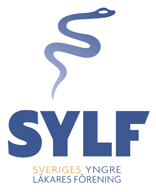 SYLF
SVERIGES YNGRE
LÄKARES FÖRENING